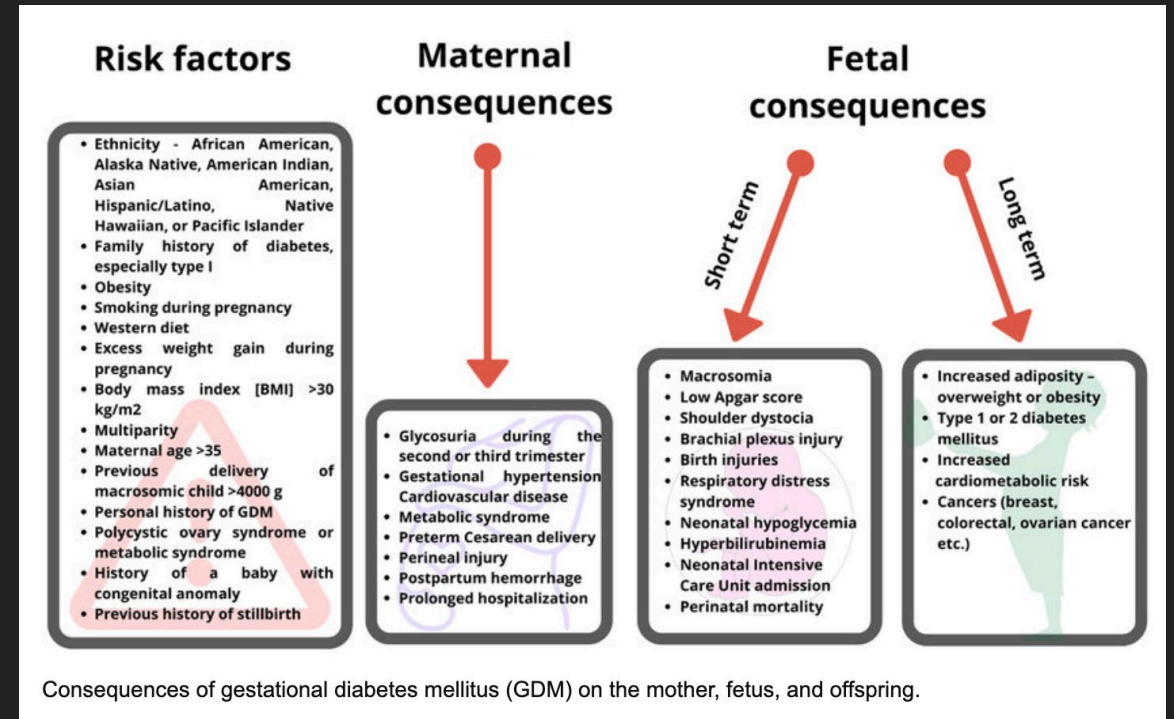 Risk factors
• Ethnicity - African American,
Alaska Native, American Indian,
Asian American,
Hispanic/Latino, Native
Hawaiian, or Pacific Islander
• Family history of diabetes,
especially type I
• Obesity
• Smoking during pregnancy
• Western diet
• Excess weight gain during
pregnancy
• Body mass index [BMI] >30
kg/m2
• Multiparity
• Maternal age >35
• Previous delivery of
macrosomic child >4000 g
• Personal history of GDM
• Polycystic ovary syndrome or
metabolic syndrome
• History of a baby with
congenital anomaly
• Previous history of stillbirth
Maternal
consequences
• Glycosuria during the
second or third trimester
• Gestational hypertension
Cardiovascular disease
• Metabolic syndrome
• Preterm Cesarean delivery
• Perineal injury
• Postpartum hemorrhage
• Prolonged hospitalization
Fetal
consequences
Short term
• Macrosomia
• Low Apgar score
• Shoulder dystocia
• Brachial plexus injury
• Birth injuries
• Respiratory distress
syndrome
• Neonatal hypoglycemia
• Hyperbilirubinemia
• Neonatal Intensive
Care Unit admission
• Perinatal mortality
Long term
• Increased adiposity –
overweight or obesity
• Type 1 or 2 diabetes
mellitus
• Increased
cardiometabolic risk
• Cancers (breast,
colorectal, ovarian cancer
etc.)
Consequences of gestational diabetes mellitus (GDM) on the mother, fetus, and offspring.